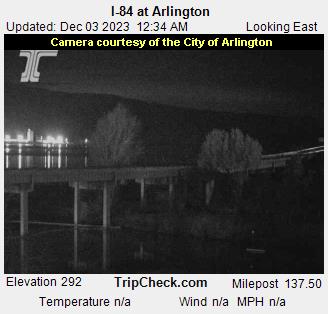 I-84 at Arlington
Updated: Dec 03 2023 12:34 AM Looking East
Camera courtesy of the City of Arlington
Elevation 292 TripCheck.com Milepost 137.50
Temperature n/a Wind n/a MPH n/a